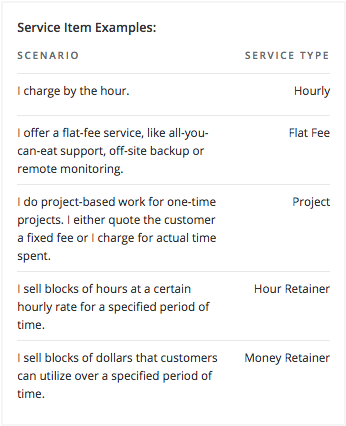 Service Item Examples:
SCENARIO SERVICE TYPE
I charge by the hour. Hourly
I offer a flat-fee service, like all-you- Flat Fee
can-eat support, off-site backup or
remote monitoring.
I do project-based work for one-time Project
projects. I either quote the customer
a fixed fee or I charge for actual time
spent.
I sell blocks of hours at a certain Hour Retainer
hourly rate for a specified period of
time.
I sell blocks of dollars that customers Money Retainer
can utilize over a specified period of
time.